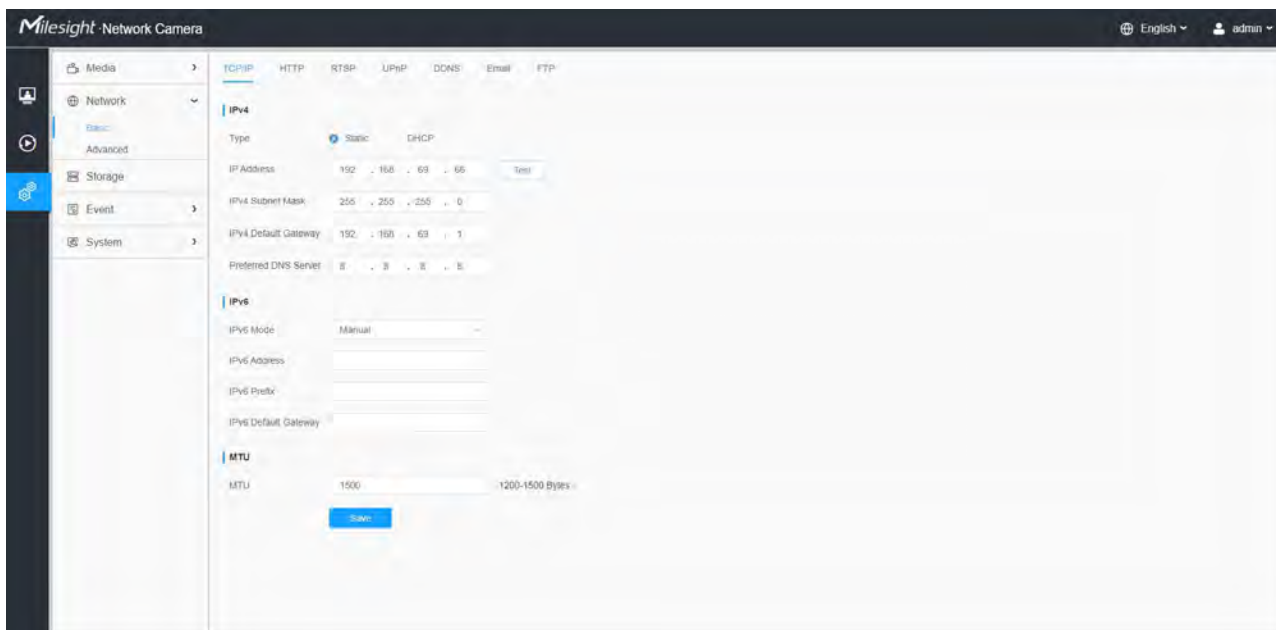 Milesight ·Network Camera
English
admin
Media
TCP/IP HTTP RTSP UPnP DDNS Email FTP
Network
Basic
Advanced
Storage
Event
System
IPv4
Type Static DHCP
IP Address 192 . 168 . 69 . 66 Test
IPv4 Subnet Mask 255 . 255 . 255 . 0
IPv4 Default Gateway 192 . 168 . 69 . 1
Preferred DNS Server 8 . 8 . 8 . 8
IPv6
IPv6 Mode Manual
IPv6 Address
IPv6 Prefix
IPv6 Default Gateway
MTU
MTU 1500 1200-1500 Bytes
Save